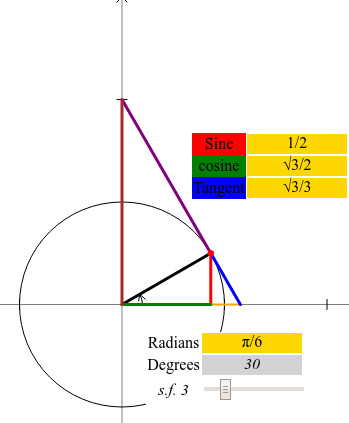 Sine 1/2
cosine √3/2
Tangent √3/3
Radians π/6
Degrees 30
s.f. 3